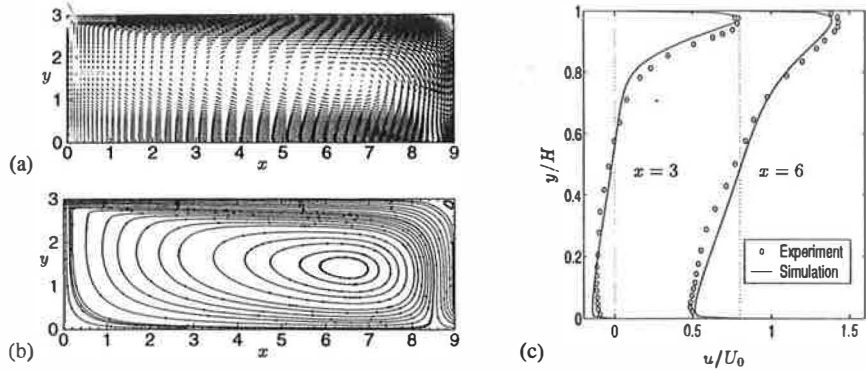 (a)
y
3
2
1
0
0 1 2 3 4 5 6 7 8 9
x
(b)
y
3
2
1
0
0 1 2 3 4 5 6 7 8 9
x
(c)
y/H
1
0.8
0.6
0.4
0.2
0
x = 3
x = 6
Experiment
Simulation
0 0.5 1 1.5
u/U₀